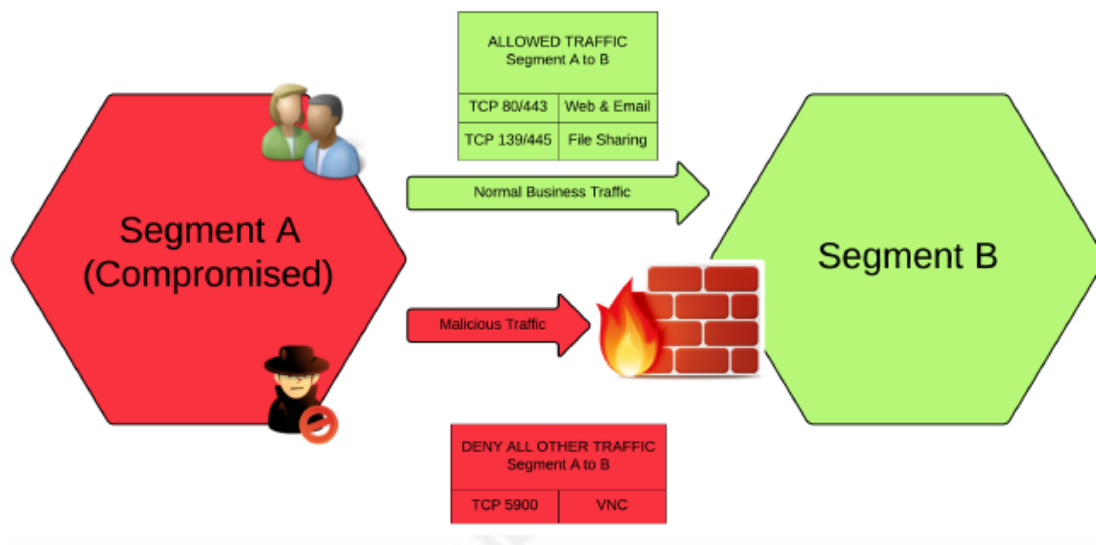 ALLOWED TRAFFIC
Segment A to B
TCP 80/443 Web & Email
TCP 139/445 File Sharing
Normal Business Traffic
Segment A
(Compromised)
Segment B
Malicious Traffic
DENY ALL OTHER TRAFFIC
Segment A to B
TCP 5900 VNC